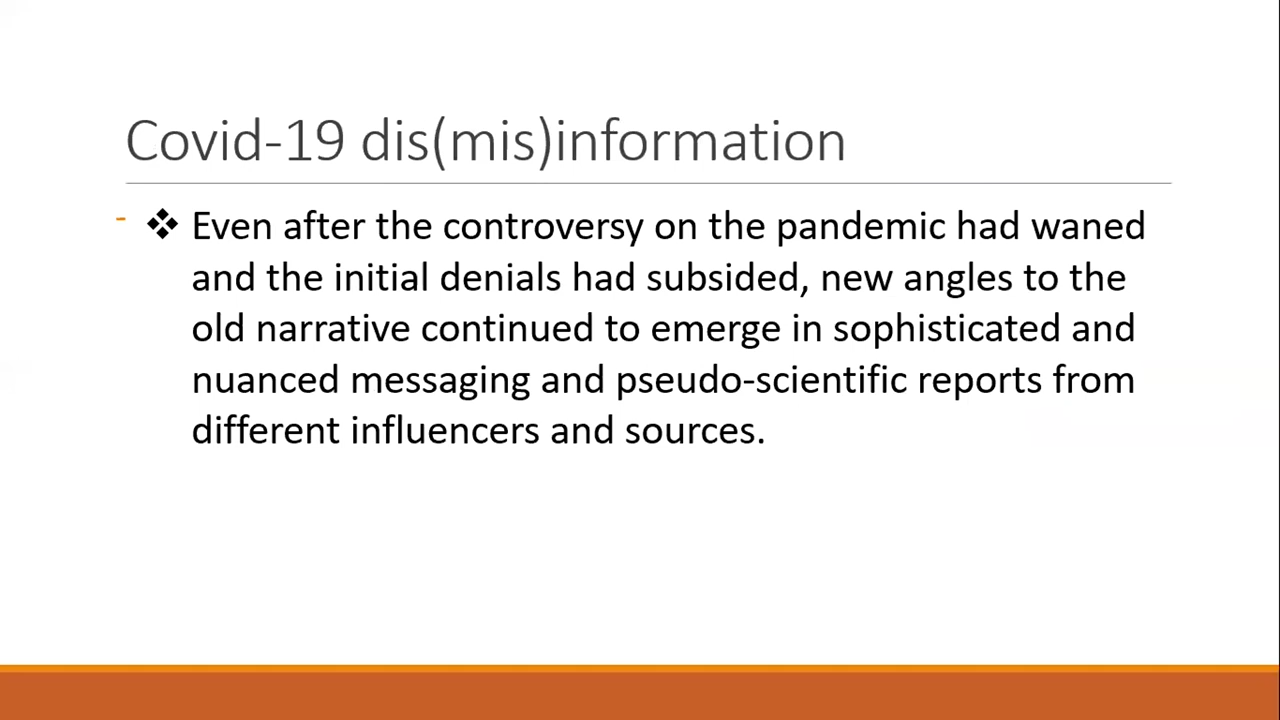 Covid-19 dis(mis)information
- ❖ Even after the controversy on the pandemic had waned
and the initial denials had subsided, new angles to the
old narrative continued to emerge in sophisticated and
nuanced messaging and pseudo-scientific reports from
different influencers and sources.